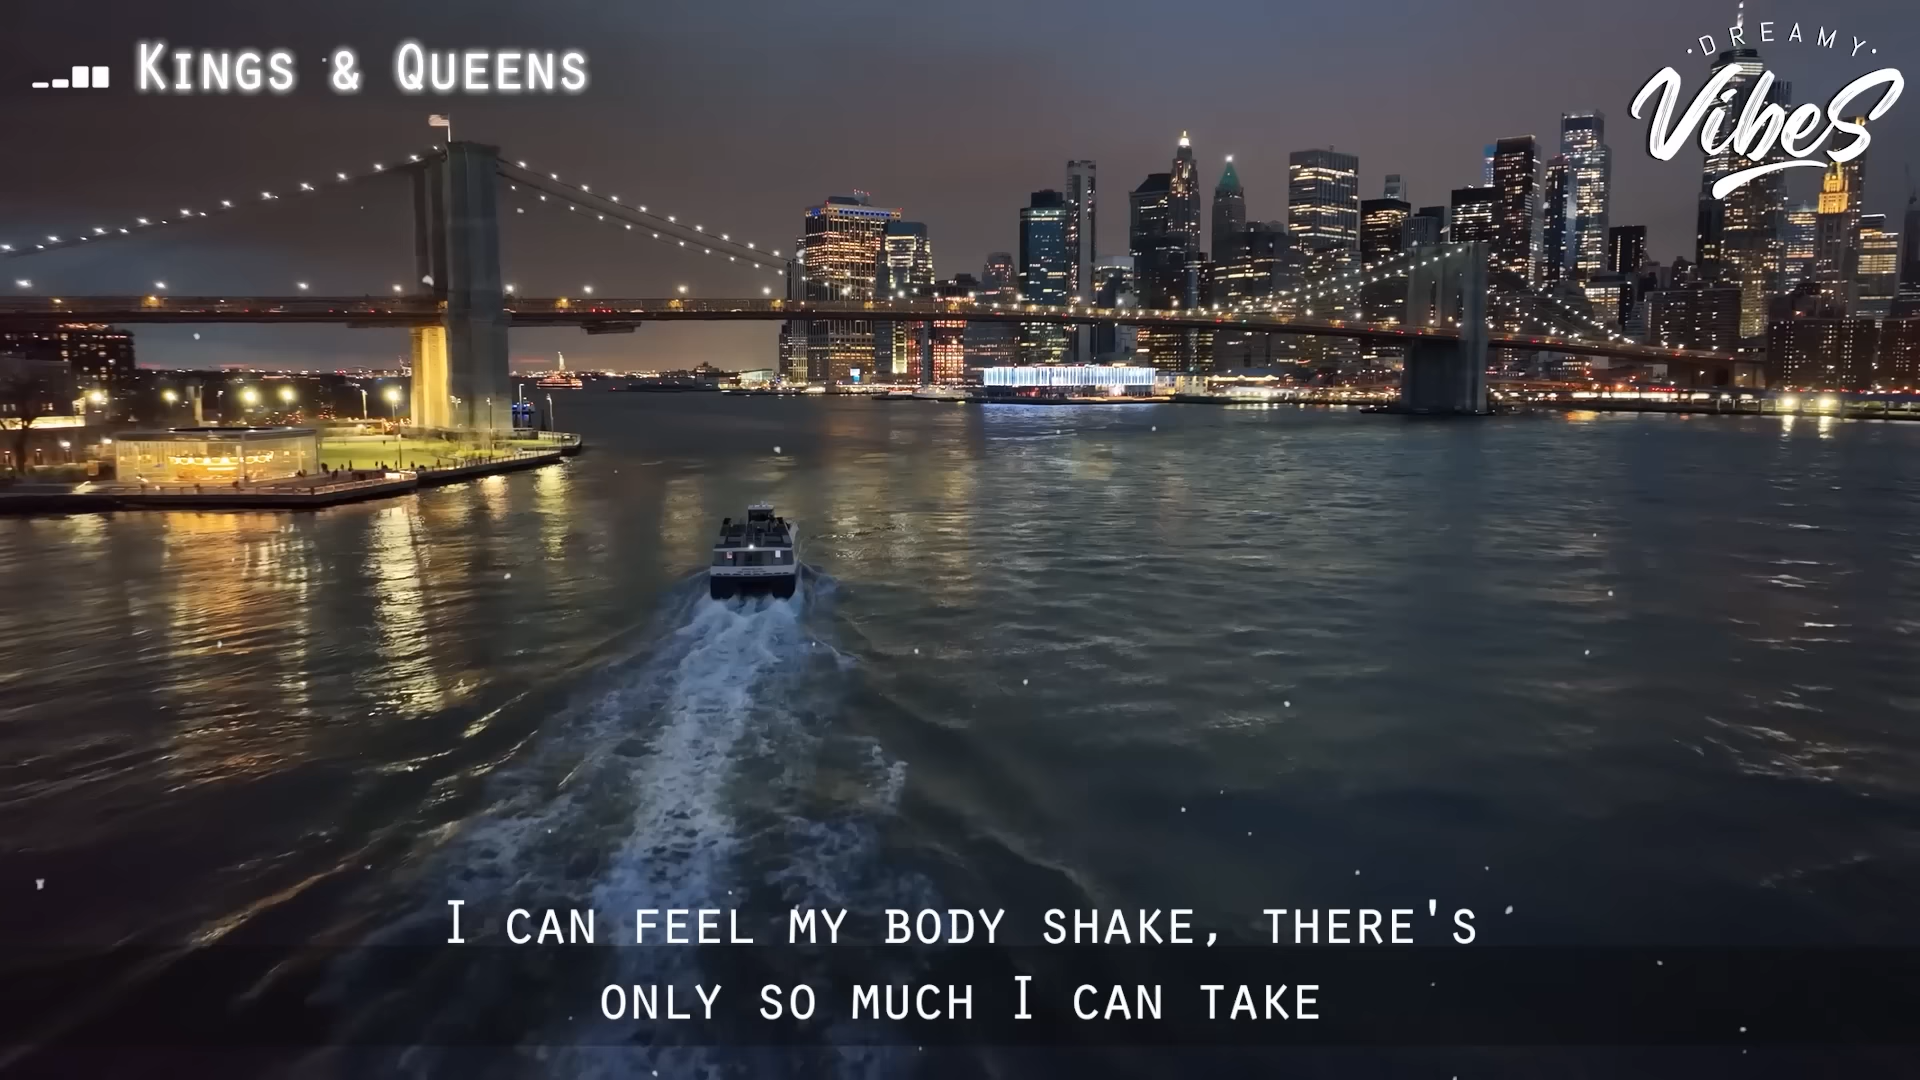 KINGS & QUEENS
·DREAMY·
Vibes
I CAN FEEL MY BODY SHAKE, THERE'S
ONLY SO MUCH I CAN TAKE